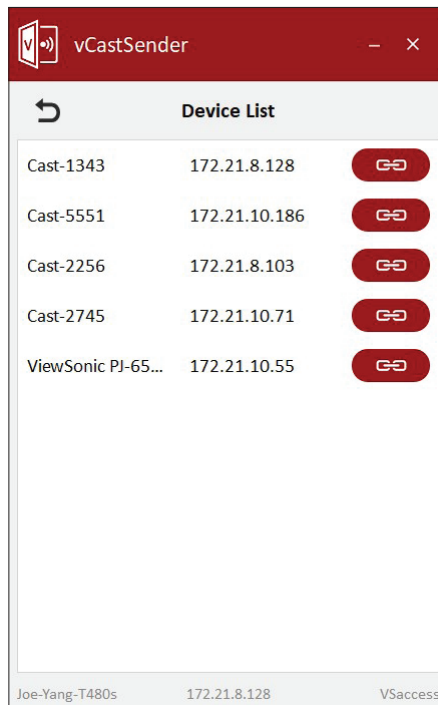 vCastSender
Device List
Cast-1343 172.21.8.128
Cast-5551 172.21.10.186
Cast-2256 172.21.8.103
Cast-2745 172.21.10.71
ViewSonic PJ-65... 172.21.10.55
Joe-Yang-T480s 172.21.8.128 VSaccess